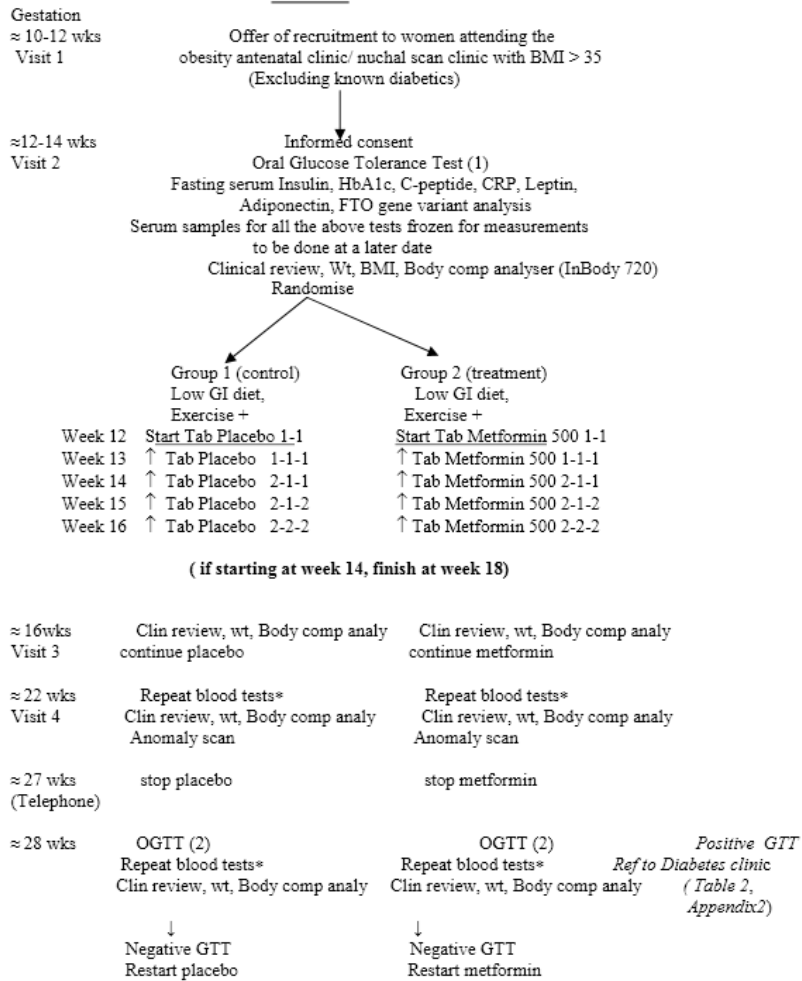 Gestation
≈ 10-12 wks Offer of recruitment to women attending the
Visit 1 obesity antenatal clinic/ nuchal scan clinic with BMI > 35
(Excluding known diabetics)
≈12-14 wks Informed consent
Visit 2 Oral Glucose Tolerance Test (1)
Fasting serum Insulin, HbA1c, C-peptide, CRP, Leptin,
Adiponectin, FTO gene variant analysis
Serum samples for all the above tests frozen for measurements
to be done at a later date
Clinical review, Wt, BMI, Body comp analyser (InBody 720)
Randomise
Group 1 (control) Group 2 (treatment)
Low GI diet, Low GI diet,
Exercise + Exercise +
Week 12 Start Tab Placebo 1-1 Start Tab Metformin 500 1-1
Week 13 ↑ Tab Placebo 1-1-1 ↑ Tab Metformin 500 1-1-1
Week 14 ↑ Tab Placebo 2-1-1 ↑ Tab Metformin 500 2-1-1
Week 15 ↑ Tab Placebo 2-1-2 ↑ Tab Metformin 500 2-1-2
Week 16 ↑ Tab Placebo 2-2-2 ↑ Tab Metformin 500 2-2-2
( if starting at week 14, finish at week 18)
≈ 16wks Clin review, wt, Body comp analy Clin review, wt, Body comp analy
Visit 3 continue placebo continue metformin
≈ 22 wks Repeat blood tests* Repeat blood tests*
Visit 4 Clin review, wt, Body comp analy Clin review, wt, Body comp analy
Anomaly scan Anomaly scan
≈ 27 wks stop placebo stop metformin
(Telephone)
≈ 28 wks OGTT (2) OGTT (2) Positive GTT
Repeat blood tests* Repeat blood tests* Ref to Diabetes clinic
Clin review, wt, Body comp analy Clin review, wt, Body comp analy ( Table 2,
Appendix2)
↓ ↓
Negative GTT Negative GTT
Restart placebo Restart metformin